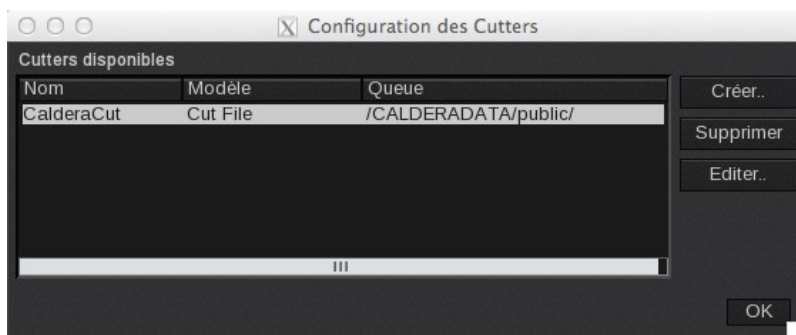 Configuration des Cutters
Cutters disponibles
Nom Modèle Queue
CalderaCut Cut File /CALDERADATA/public/
Créer..
Supprimer
Editer..
OK